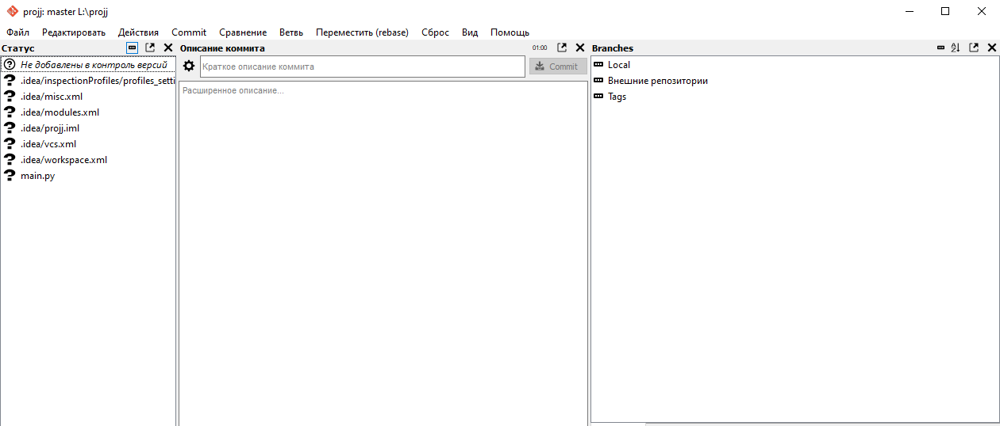 projj: master L:\projj
Файл Редактировать Действия Commit Сравнение Ветвь Переместить (rebase) Сброс Вид Помощь
Статус
Не добавлены в контроль версий
.idea/inspectionProfiles/profiles_setti
.idea/misc.xml
.idea/modules.xml
.idea/projj.iml
.idea/vcs.xml
.idea/workspace.xml
main.py
Описание коммита 01:00
Краткое описание коммита Commit
Расширенное описание...
Branches
Local
Внешние репозитории
Tags